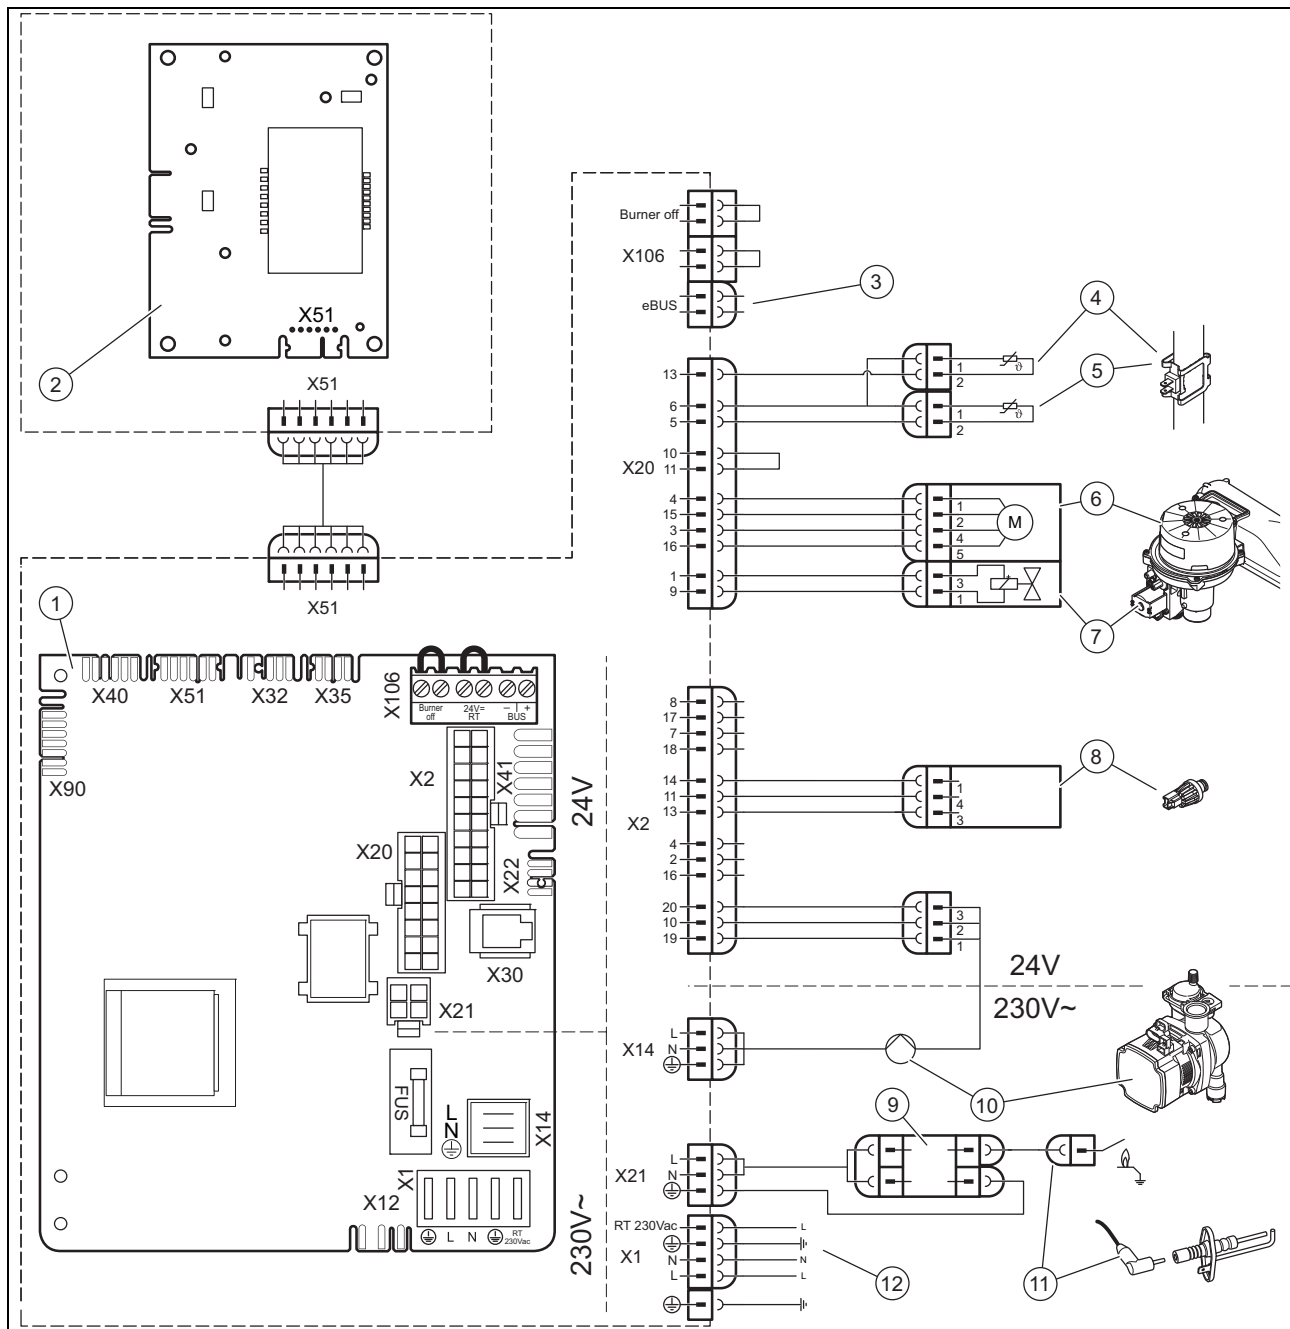 X51
2
X51
X51
1
X40 X51 X32 X35
X106
Burner off
24V= RT
− + BUS
X90
X2
X41
X20
X22
X30
X21
FUS
L
N
X14
X1
X12
L N RT 230Vac
24V
230V~
Burner off
X106
eBUS
3
13
6
5
10
11
X20
4
15
3
16
1
9
1
2
ϑ
4
1
2
ϑ
5
1
2
4
5
M
6
3
1
7
8
17
7
18
14
11
13
X2
4
2
16
20
10
19
1
4
3
8
3
2
1
24V
230V~
L
X14 N
10
9
L
X21 N
11
RT 230Vac L
X1
N N
L L
12